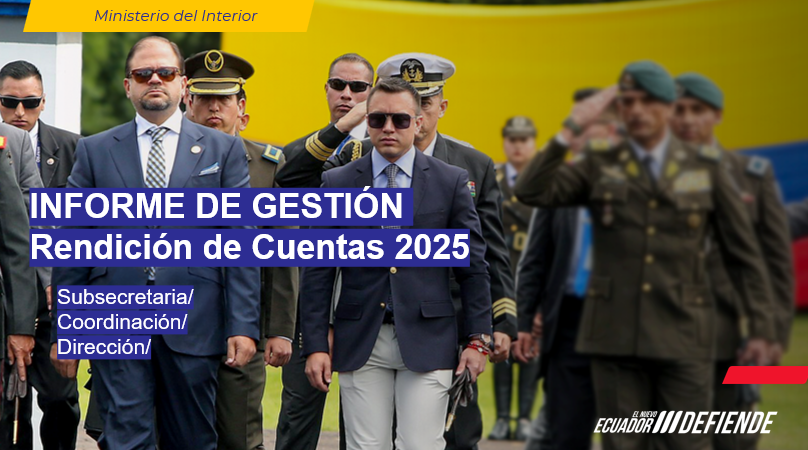 Ministerio del Interior
INFORME DE GESTIÓN
Rendición de Cuentas 2025
Subsecretaria/
Coordinación/
Dirección/
EL NUEVO
ECUADOR///DEFIENDE